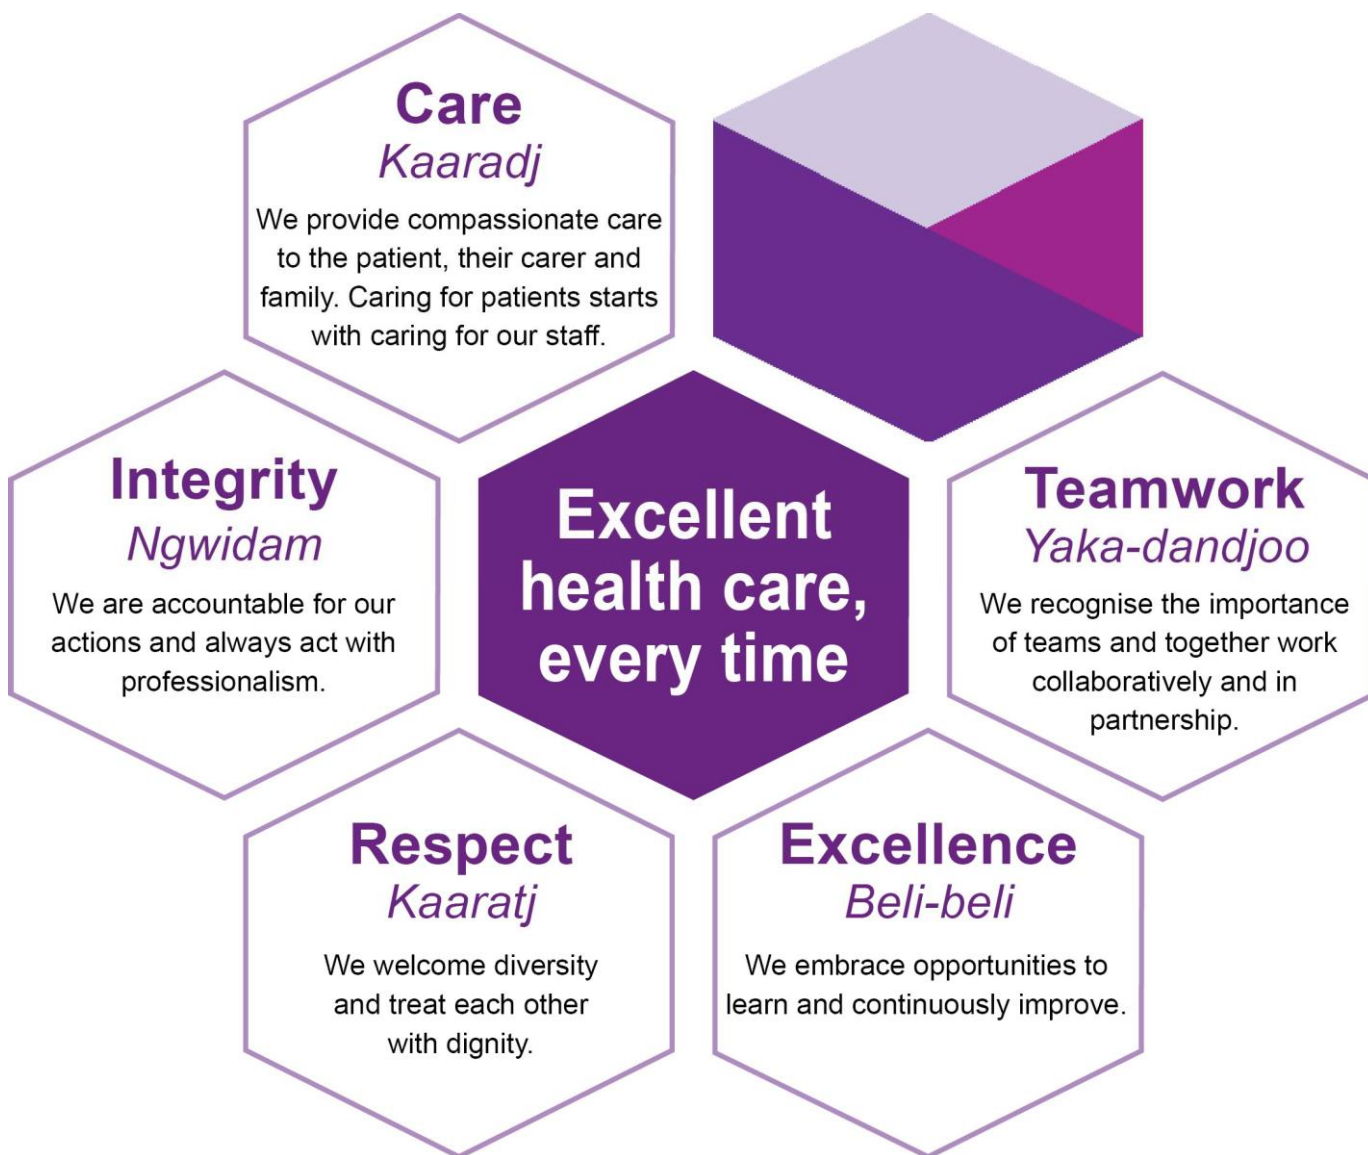 Care
Kaaradj
We provide compassionate care
to the patient, their carer and
family. Caring for patients starts
with caring for our staff.
Integrity
Ngwidam
We are accountable for our
actions and always act with
professionalism.
Excellent
health care,
every time
Teamwork
Yaka-dandjoo
We recognise the importance
of teams and together work
collaboratively and in
partnership.
Respect
Kaaratj
We welcome diversity
and treat each other
with dignity.
Excellence
Beli-beli
We embrace opportunities to
learn and continuously improve.